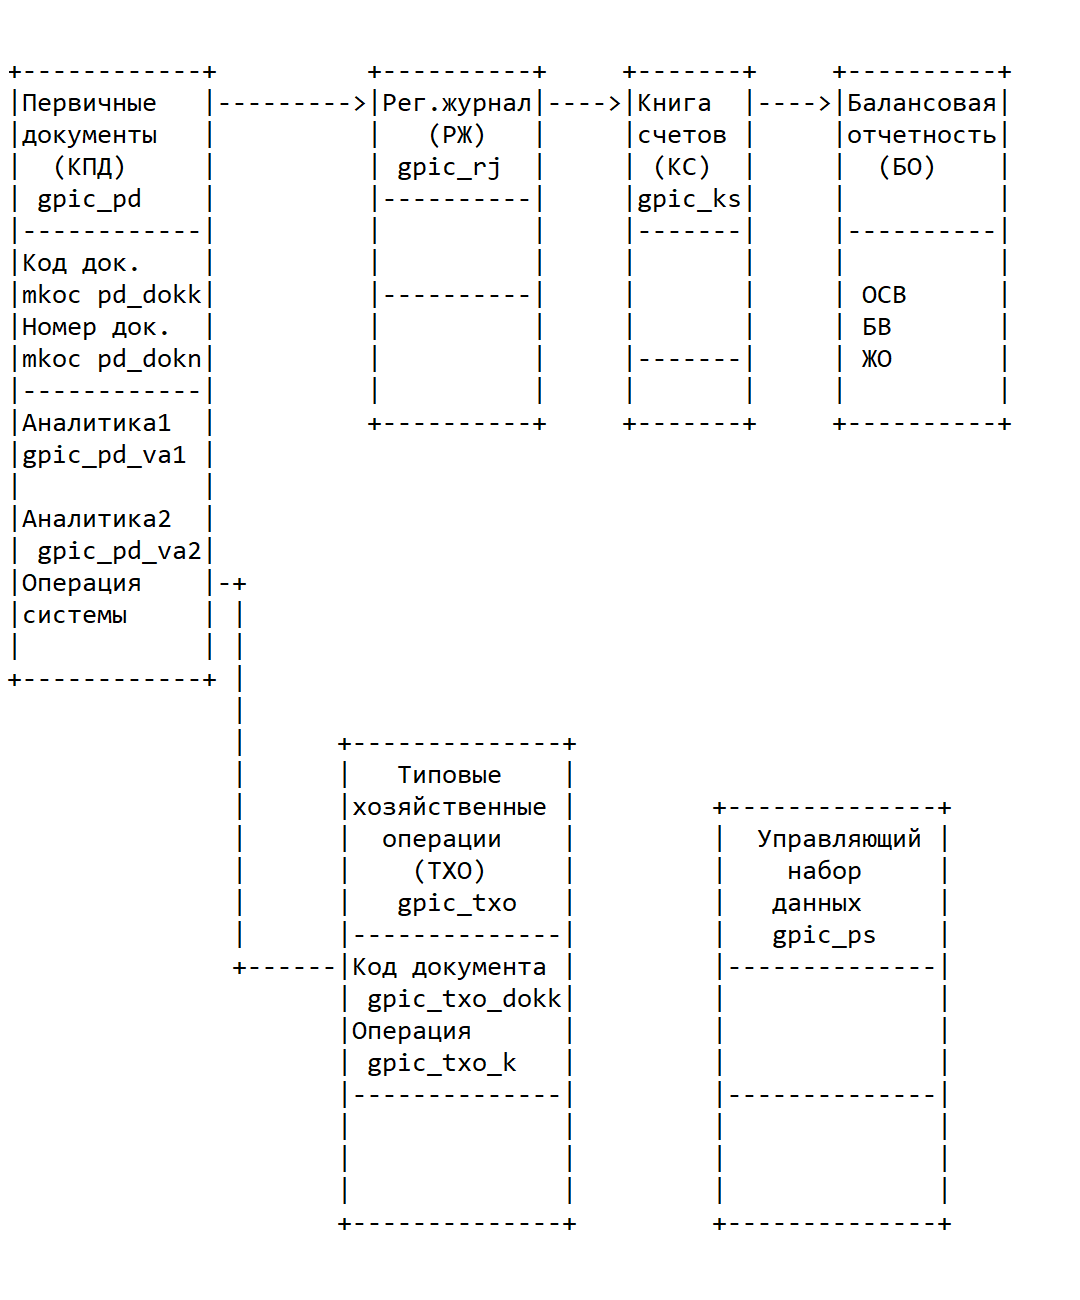 Первичные
документы
(КПД)
gpic_pd
Код док.
mkoc pd_dokk
Номер док.
mkoc pd_dokn
Аналитика1
gpic_pd_va1
Аналитика2
gpic_pd_va2
Операция
системы
Рег.журнал
(РЖ)
gpic_rj
Книга
счетов
(КС)
gpic_ks
Балансовая
отчетность
(БО)
ОСВ
БВ
ЖО
Типовые
хозяйственные
операции
(ТХО)
gpic_txo
Код документа
gpic_txo_dokk
Операция
gpic_txo_k
Управляющий
набор
данных
gpic_ps